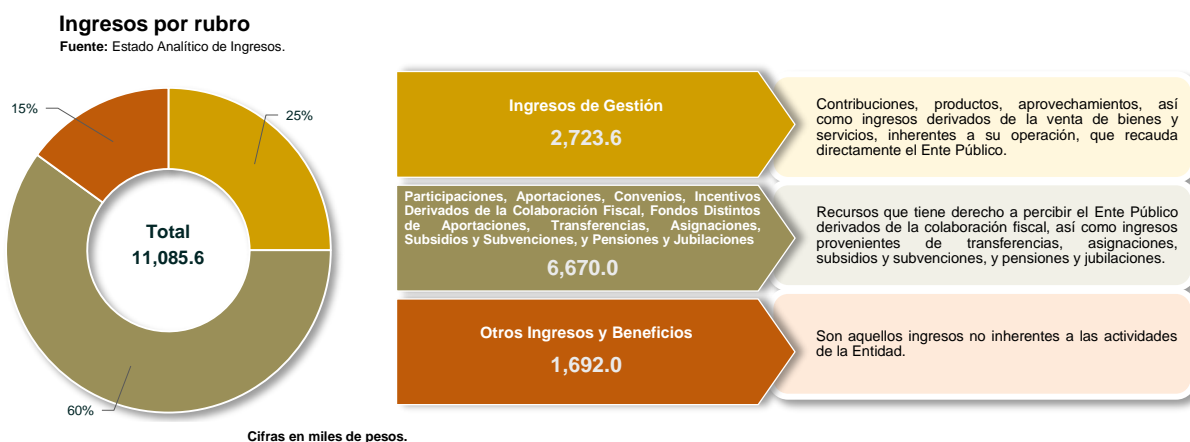 Ingresos por rubro
Fuente: Estado Analítico de Ingresos.
15%
25%
Total
11,085.6
60%
Ingresos de Gestión
2,723.6
Contribuciones, productos, aprovechamientos, así
como ingresos derivados de la venta de bienes y
servicios, inherentes a su operación, que recauda
directamente el Ente Público.
Participaciones, Aportaciones, Convenios, Incentivos
Derivados de la Colaboración Fiscal, Fondos Distintos
de Aportaciones, Transferencias, Asignaciones,
Subsidios y Subvenciones, y Pensiones y Jubilaciones
6,670.0
Recursos que tiene derecho a percibir el Ente Público
derivados de la colaboración fiscal, así como ingresos
provenientes de transferencias, asignaciones,
subsidios y subvenciones, y pensiones y jubilaciones.
Otros Ingresos y Beneficios
1,692.0
Son aquellos ingresos no inherentes a las actividades
de la Entidad.
Cifras en miles de pesos.